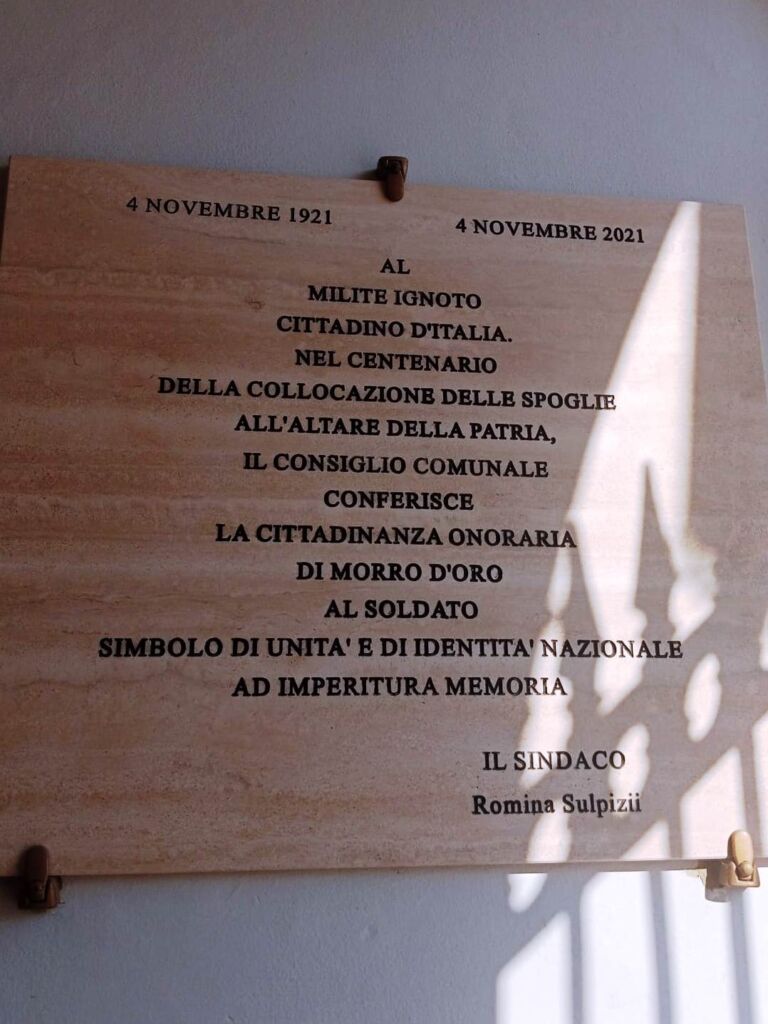 4 NOVEMBRE 1921 4 NOVEMBRE 2021
AL
MILITE IGNOTO
CITTADINO D'ITALIA.
NEL CENTENARIO
DELLA COLLOCAZIONE DELLE SPOGLIE
ALL'ALTARE DELLA PATRIA,
IL CONSIGLIO COMUNALE
CONFERISCE
LA CITTADINANZA ONORARIA
DI MORRO D'ORO
AL SOLDATO
SIMBOLO DI UNITA' E DI IDENTITA' NAZIONALE
AD IMPERITURA MEMORIA
IL SINDACO
Romina Sulpizii